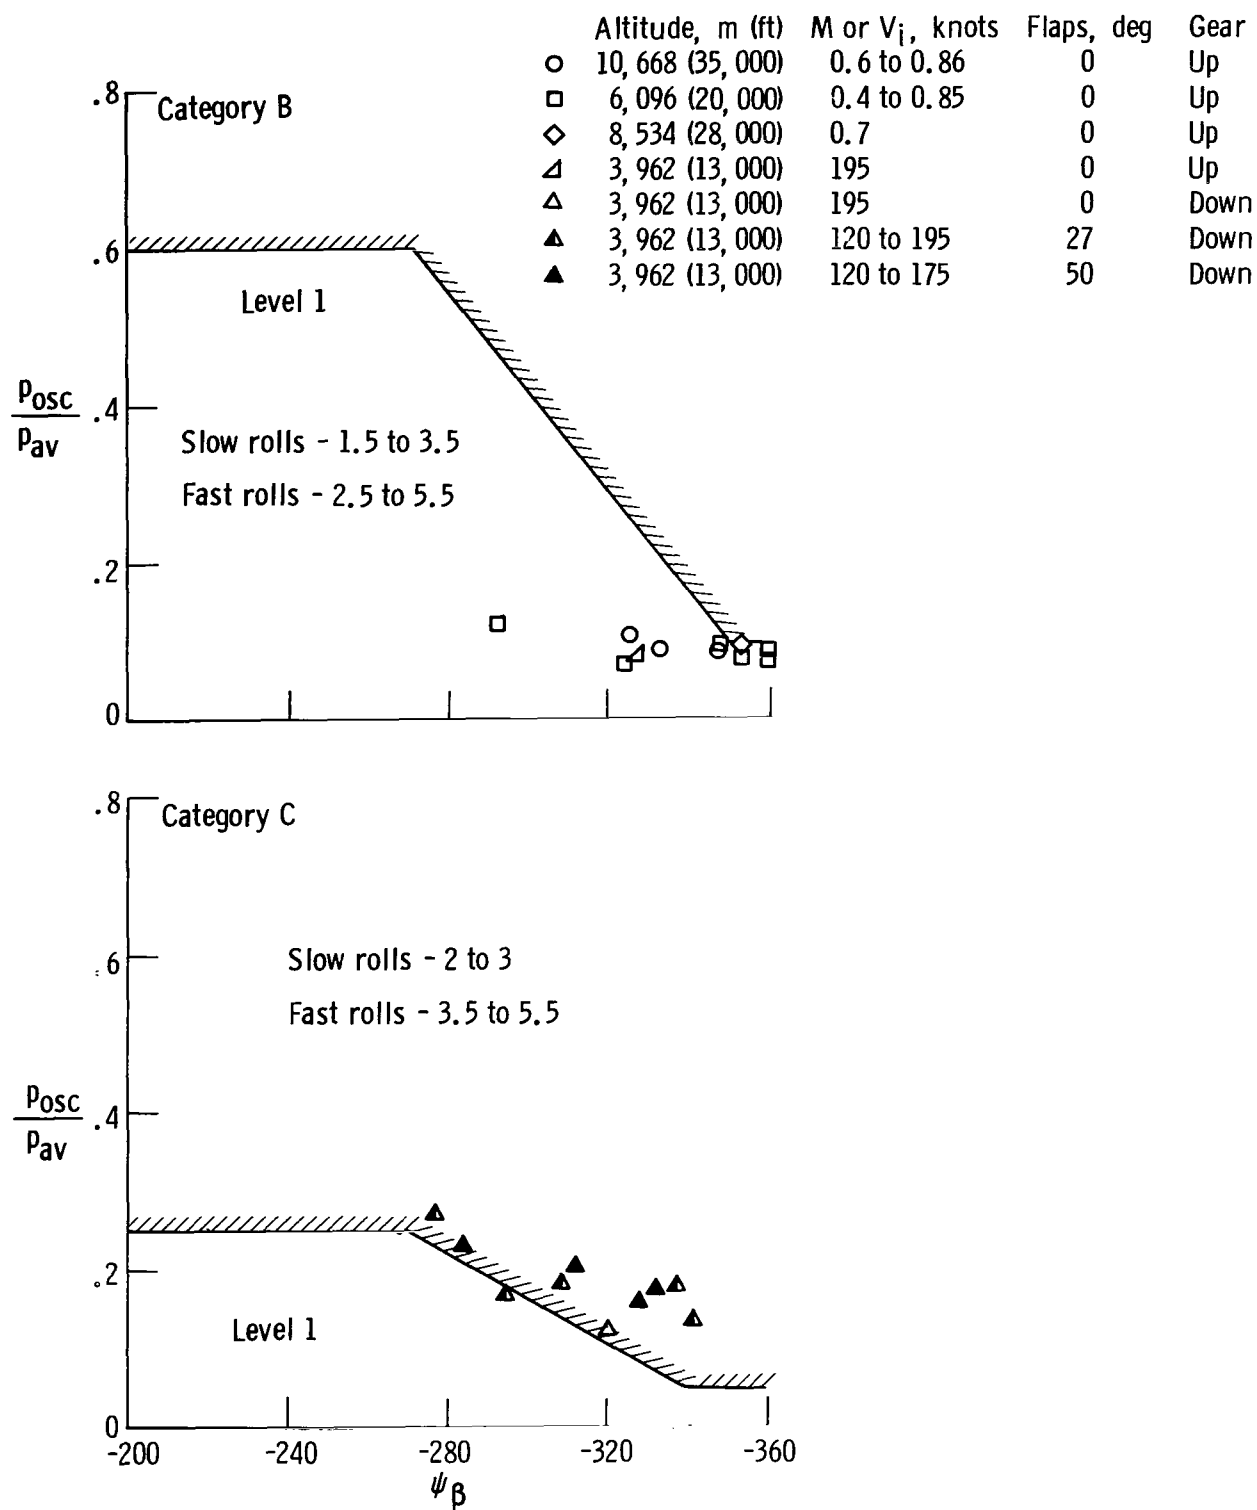 Altitude, m (ft) M or Vi, knots Flaps, deg Gear
10,668 (35,000) 0.6 to 0.86 0 Up
6,096 (20,000) 0.4 to 0.85 0 Up
8,534 (28,000) 0.7 0 Up
3,962 (13,000) 195 0 Up
3,962 (13,000) 195 0 Down
3,962 (13,000) 120 to 195 27 Down
3,962 (13,000) 120 to 175 50 Down
.8
Category B
.6
Level 1
posc
pav
.4
Slow rolls - 1.5 to 3.5
Fast rolls - 2.5 to 5.5
.2
0
.8
Category C
.6
Slow rolls - 2 to 3
Fast rolls - 3.5 to 5.5
posc
pav
.4
.2
Level 1
0
-200 -240 -280 -320 -360
ψβ